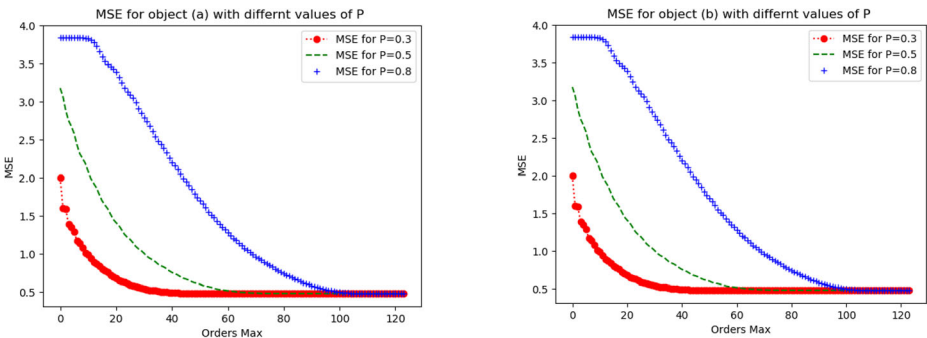 MSE for object (a) with differnt values of P
4.0
3.5
3.0
2.5
2.0
1.5
1.0
0.5
MSE
MSE for P=0.3
MSE for P=0.5
MSE for P=0.8
0 20 40 60 80 100 120
Orders Max
MSE for object (b) with differnt values of P
4.0
3.5
3.0
2.5
2.0
1.5
1.0
0.5
MSE
MSE for P=0.3
MSE for P=0.5
MSE for P=0.8
0 20 40 60 80 100 120
Orders Max